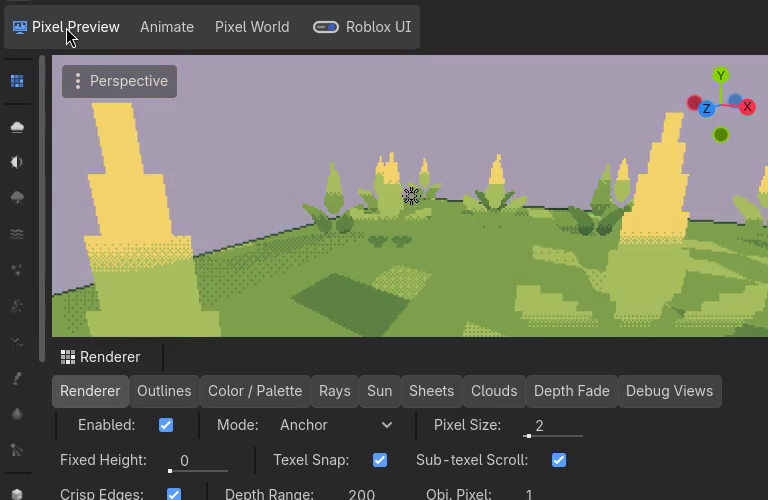 Pixel Preview Animate Pixel World Roblox UI
Perspective
Y
Z X
Renderer
Renderer Outlines Color / Palette Rays Sun Sheets Clouds Depth Fade Debug Views
Enabled: Mode: Anchor Pixel Size: 2
Fixed Height: 0 Texel Snap: Sub-texel Scroll:
Crisp Edges: Depth Range: 200 Obj. Pixel: 1